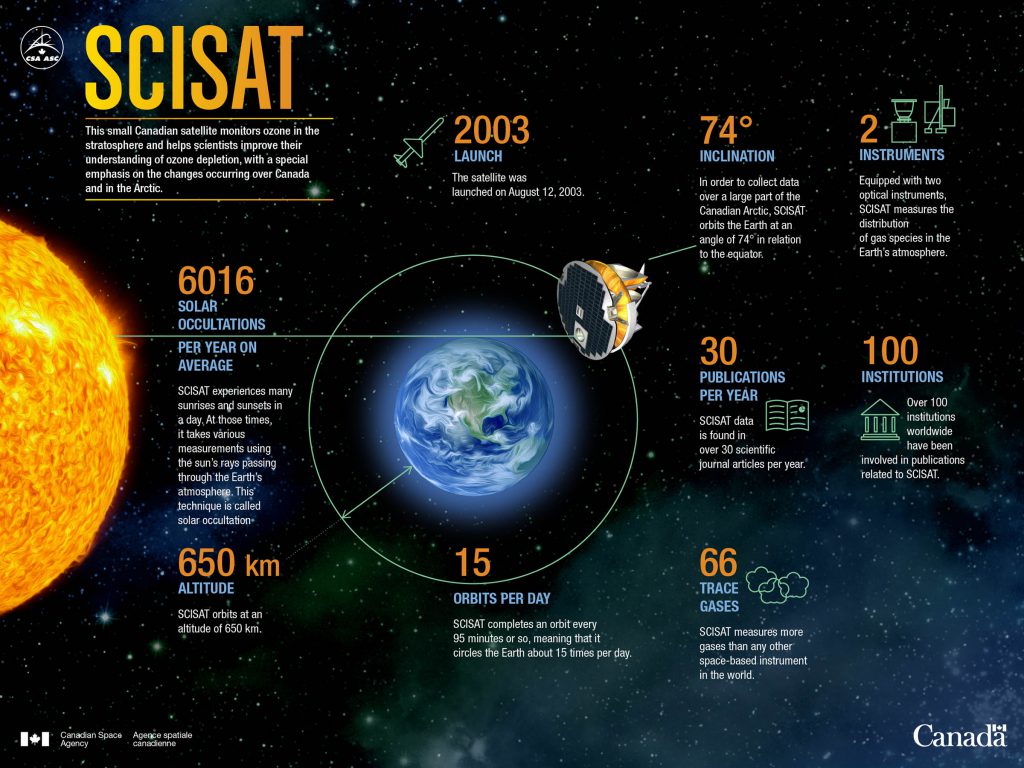 CSA ASC
SCISAT
This small Canadian satellite monitors ozone in the
stratosphere and helps scientists improve their
understanding of ozone depletion, with a special
emphasis on the changes occurring over Canada
and in the Arctic.
2003
LAUNCH
The satellite was
launched on August 12, 2003.
74°
INCLINATION
In order to collect data
over a large part of the
Canadian Arctic, SCISAT
orbits the Earth at an
angle of 74° in relation
to the equator.
2
INSTRUMENTS
Equipped with two
optical instruments,
SCISAT measures the
distribution
of gas species in the
Earth's atmosphere.
6016
SOLAR
OCCULTATIONS
PER YEAR ON
AVERAGE
SCISAT experiences many
sunrises and sunsets in
a day. At those times,
it takes various
measurements using
the sun's rays passing
through the Earth's
atmosphere. This
technique is called
solar occultation
30
PUBLICATIONS
PER YEAR
SCISAT data
is found in
over 30 scientific
journal articles per year.
100
INSTITUTIONS
Over 100
institutions
worldwide
have been
involved in publications
related to SCISAT.
650 km
ALTITUDE
SCISAT orbits at an
altitude of 650 km.
15
ORBITS PER DAY
SCISAT completes an orbit every
95 minutes or so, meaning that it
circles the Earth about 15 times per day.
66
TRACE
GASES
SCISAT measures more
gases than any other
space-based instrument
in the world.
Canadian Space
Agency
Agence spatiale
canadienne
Canada